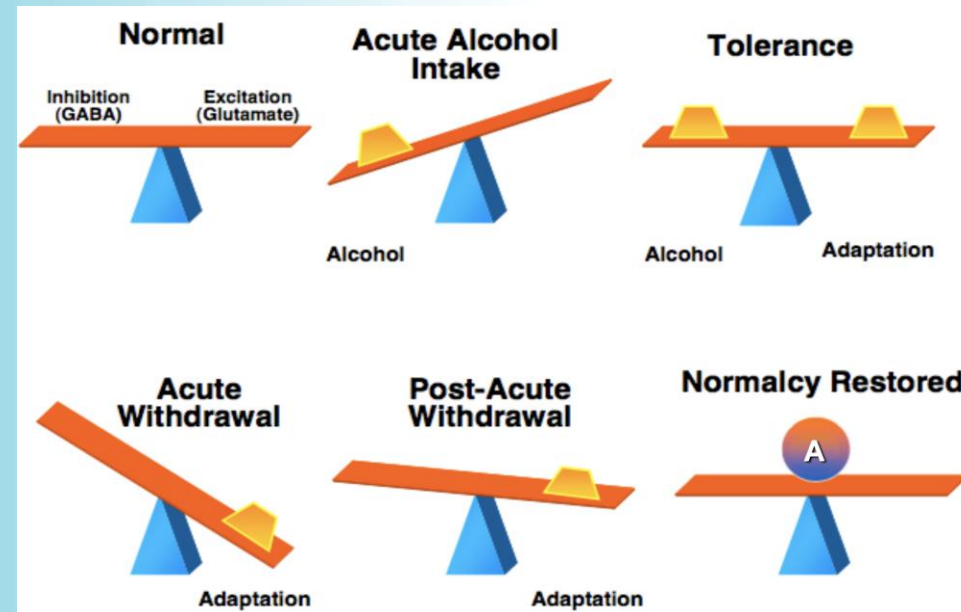 Normal
Inhibition
(GABA)
Excitation
(Glutamate)
Acute Alcohol
Intake
Alcohol
Tolerance
Alcohol
Adaptation
Acute
Withdrawal
Adaptation
Post-Acute
Withdrawal
Adaptation
Normalcy Restored
A